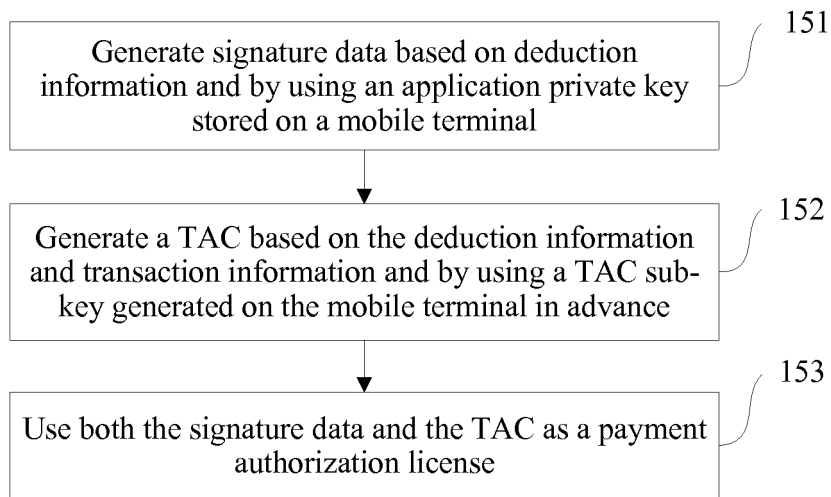 151
Generate signature data based on deduction
information and by using an application private key
stored on a mobile terminal
152
Generate a TAC based on the deduction information
and transaction information and by using a TAC sub-
key generated on the mobile terminal in advance
153
Use both the signature data and the TAC as a payment
authorization license